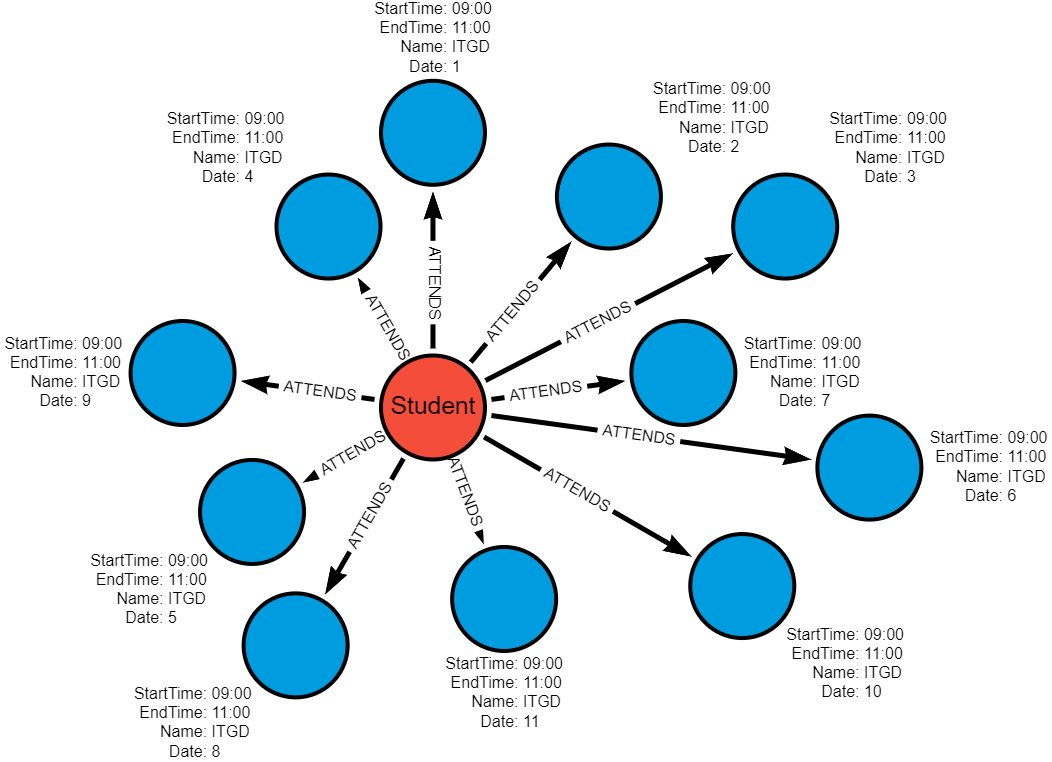 StartTime: 09:00
EndTime: 11:00
Name: ITGD
Date: 1
StartTime: 09:00
EndTime: 11:00
Name: ITGD
Date: 2
StartTime: 09:00
EndTime: 11:00
Name: ITGD
Date: 3
StartTime: 09:00
EndTime: 11:00
Name: ITGD
Date: 4
ATTENDS
ATTENDS
ATTENDS
ATTENDS
StartTime: 09:00
EndTime: 11:00
Name: ITGD
Date: 9
ATTENDS
Student
ATTENDS
StartTime: 09:00
EndTime: 11:00
Name: ITGD
Date: 7
ATTENDS
StartTime: 09:00
EndTime: 11:00
Name: ITGD
Date: 6
ATTENDS
ATTENDS
ATTENDS
ATTENDS
StartTime: 09:00
EndTime: 11:00
Name: ITGD
Date: 5
StartTime: 09:00
EndTime: 11:00
Name: ITGD
Date: 10
StartTime: 09:00
EndTime: 11:00
Name: ITGD
Date: 11
StartTime: 09:00
EndTime: 11:00
Name: ITGD
Date: 8